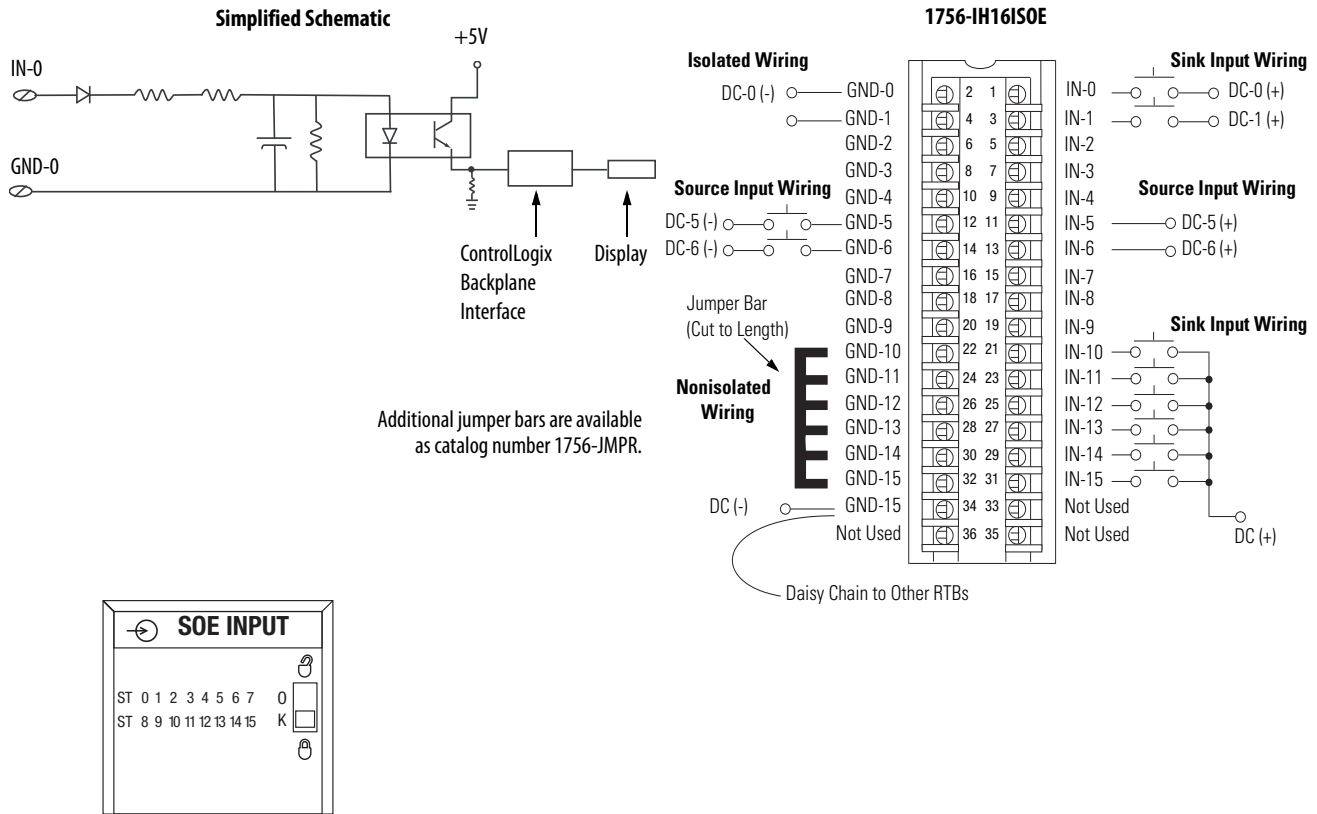 Simplified Schematic
+5V
IN-0
GND-0
ControlLogix
Backplane
Interface
Display
Additional jumper bars are available
as catalog number 1756-JMPR.
1756-IH16ISOE
Isolated Wiring
Sink Input Wiring
DC-0 (-) GND-0 2 1 IN-0 DC-0 (+)
GND-1 4 3 IN-1 DC-1 (+)
GND-2 6 5 IN-2
GND-3 8 7 IN-3
Source Input Wiring
Source Input Wiring
GND-4 10 9 IN-4
DC-5 (-) GND-5 12 11 IN-5 DC-5 (+)
DC-6 (-) GND-6 14 13 IN-6 DC-6 (+)
GND-7 16 15 IN-7
GND-8 18 17 IN-8
Jumper Bar
(Cut to Length)
GND-9 20 19 IN-9
Sink Input Wiring
GND-10 22 21 IN-10
GND-11 24 23 IN-11
Nonisolated
Wiring
GND-12 26 25 IN-12
GND-13 28 27 IN-13
GND-14 30 29 IN-14
GND-15 32 31 IN-15
DC (-) GND-15 34 33 Not Used
Not Used 36 35 Not Used
DC (+)
Daisy Chain to Other RTBs
SOE INPUT
ST 0 1 2 3 4 5 6 7 O
ST 8 9 10 11 12 13 14 15 K